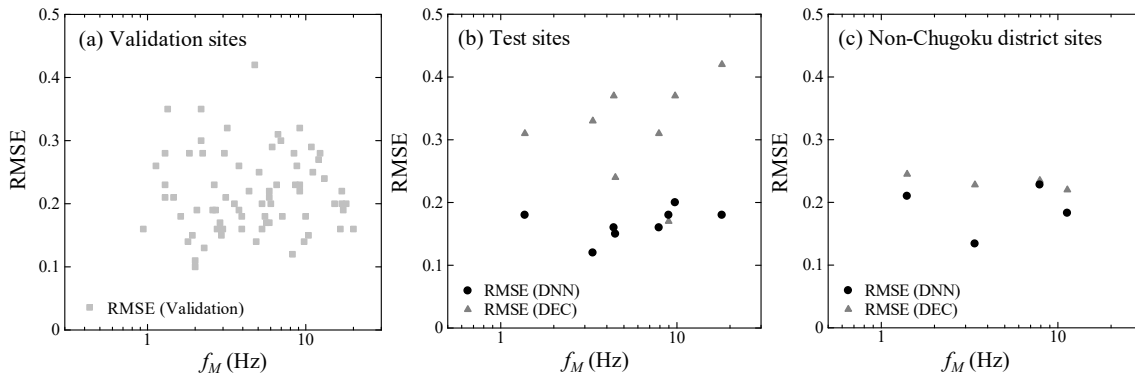 (a) Validation sites
RMSE
0.5
0.4
0.3
0.2
0.1
0
1
10
f_M (Hz)
RMSE (Validation)
(b) Test sites
RMSE
0.5
0.4
0.3
0.2
0.1
0
1
10
f_M (Hz)
RMSE (DNN)
RMSE (DEC)
(c) Non-Chugoku district sites
RMSE
0.5
0.4
0.3
0.2
0.1
0
1
10
f_M (Hz)
RMSE (DNN)
RMSE (DEC)